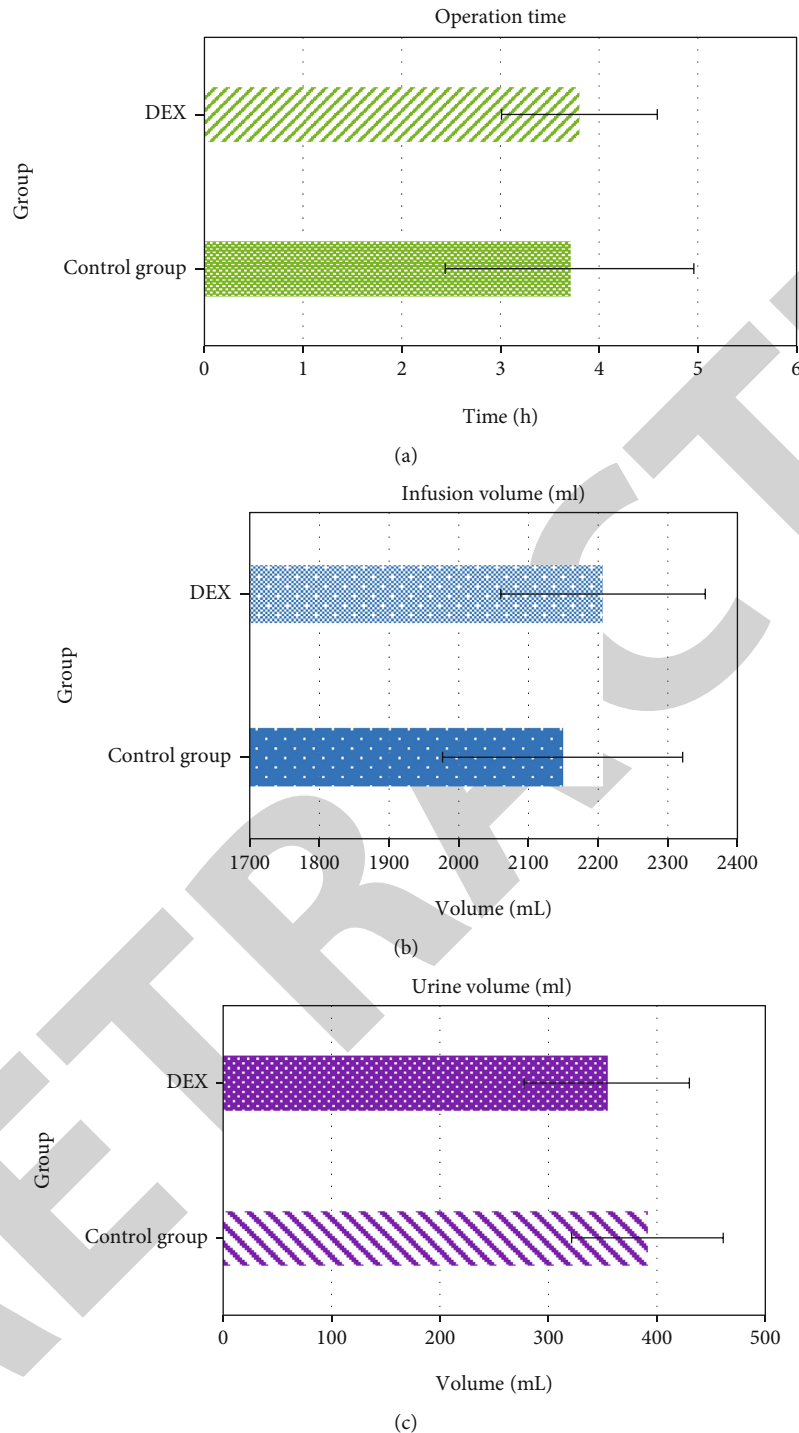 Operation time
DEX
Control group
Group
0 1 2 3 4 5 6
Time (h)
(a)
Infusion volume (ml)
DEX
Control group
Group
1700 1800 1900 2000 2100 2200 2300 2400
Volume (mL)
(b)
Urine volume (ml)
DEX
Control group
Group
0 100 200 300 400 500
Volume (mL)
(c)
RETRACT